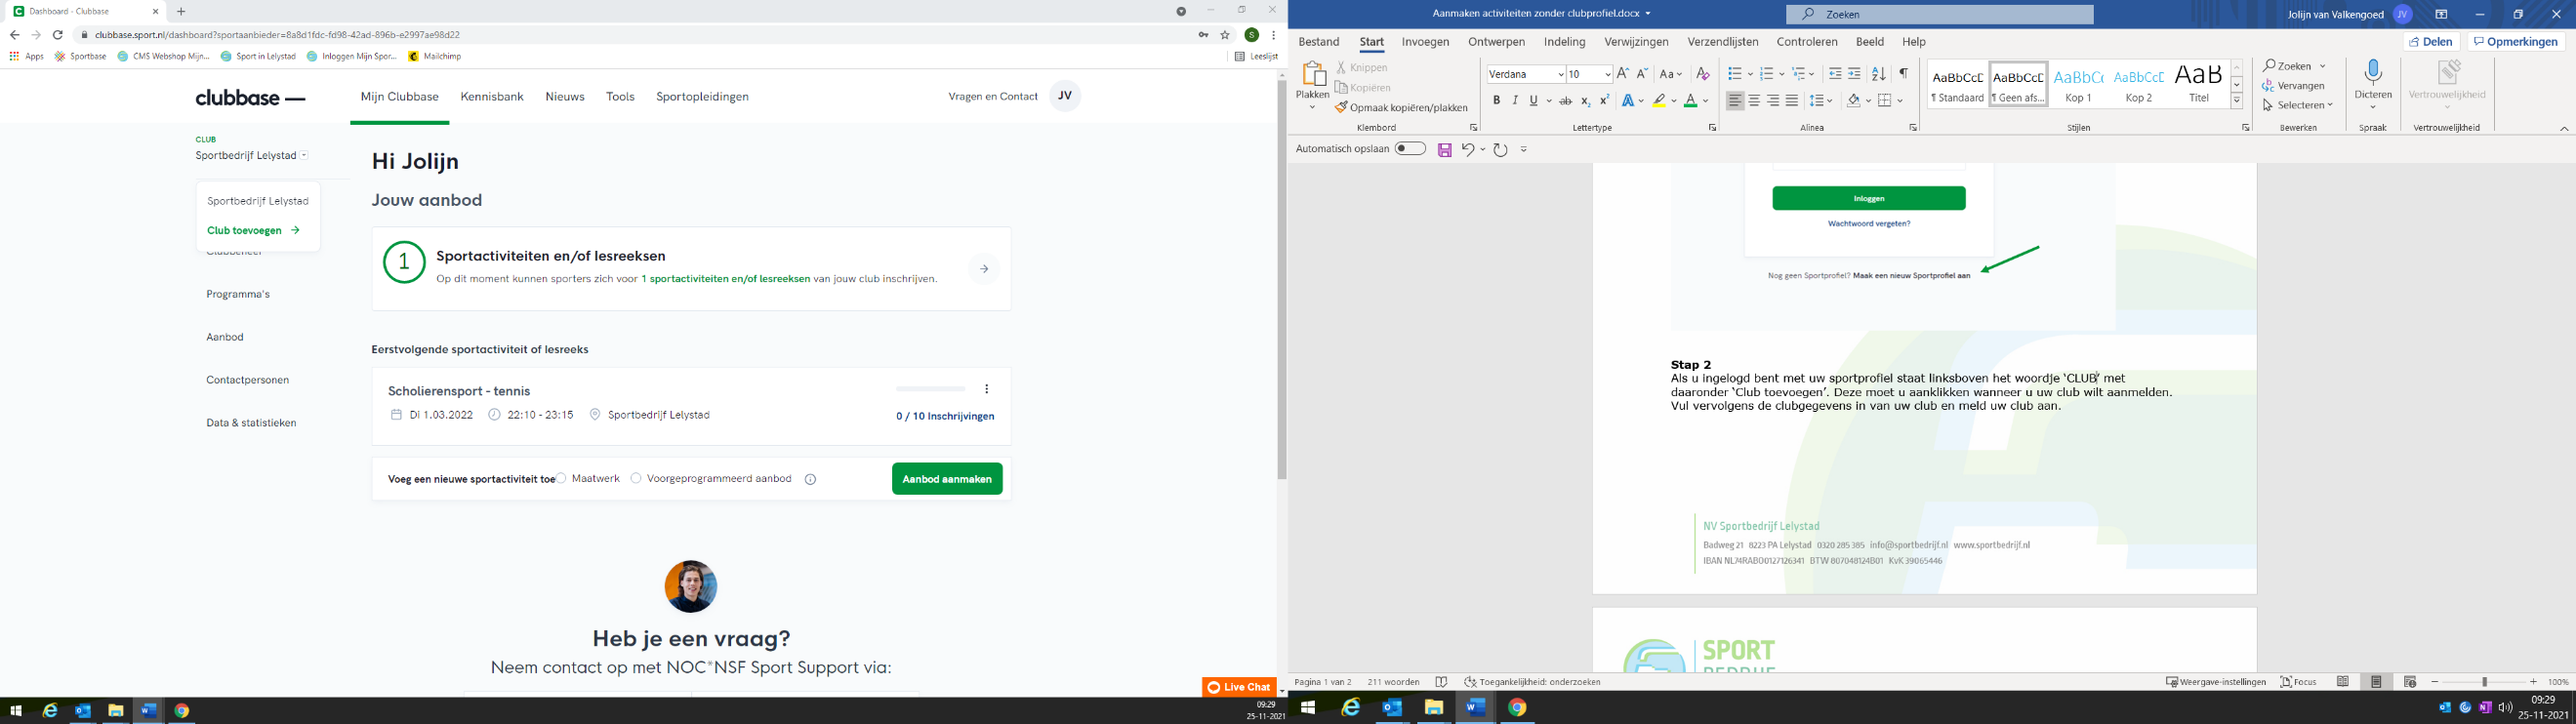 Dashboard - Clubbase
clubbase.sport.nl/dashboard?sportaanbieder=8a8d1fdc-fd98-42ad-896b-e2997ae98d22
Apps Sportbase CMS Webshop Mijn... Sport in Lelystad Inloggen Mijn Spor... Mailchimp Leeslijst
clubbase
Mijn Clubbase Kennisbank Nieuws Tools Sportopleidingen Vragen en Contact JV
CLUB
Sportbedrijf Lelystad
Sportbedrijf Lelystad
Club toevoegen
Programma's
Aanbod
Contactpersonen
Data & statistieken
Hi Jolijn
Jouw aanbod
1 Sportactiviteiten en/of lesreeksen
Op dit moment kunnen sporters zich voor 1 sportactiviteiten en/of lesreeksen van jouw club inschrijven.
Eerstvolgende sportactiviteit of lesreeks
Scholierensport - tennis
Di 1.03.2022 22:10 - 23:15 Sportbedrijf Lelystad 0 / 10 Inschrijvingen
Voeg een nieuwe sportactiviteit toe Maatwerk Voorgeprogrammeerd aanbod Aanbod aanmaken
Heb je een vraag?
Neem contact op met NOC*NSF Sport Support via:
Live Chat
09:29
25-11-2021
Aanmaken activiteiten zonder clubprofiel.docx Zoeken Jolijn van Valkengoed JV
Bestand Start Invoegen Ontwerpen Indeling Verwijzingen Verzendlijsten Controleren Beeld Help Delen Opmerkingen
Plakken
Knippen
Kopiëren
Opmaak kopiëren/plakken
Klembord
Verdana 10
Lettertype
Alinea
AaBbCcD AaBbCcD AaBbCc AaBbCcD AaB
Standaard Geen afs... Kop 1 Kop 2 Titel
Stijlen
Zoeken
Vervangen
Selecteren
Bewerken
Dicteren
Spraak
Vertrouwelijkheid
Vertrouwelijkheid
Automatisch opslaan
Inloggen
Wachtwoord vergeten?
Nog geen Sportprofiel? Maak een nieuw Sportprofiel aan
Stap 2
Als u ingelogd bent met uw sportprofiel staat linksboven het woordje ‘CLUB’ met
daaronder ‘Club toevoegen’. Deze moet u aanklikken wanneer u uw club wilt aanmelden.
Vul vervolgens de clubgegevens in van uw club en meld uw club aan.
NV Sportbedrijf Lelystad
Badweg 21 8223 PA Lelystad 0320 285 385 info@sportbedrijf.nl www.sportbedrijf.nl
IBAN NL74RABO0127126341 BTW 807048124B01 KvK 39065446
SPORT
Pagina 1 van 2 211 woorden Toegankelijkheid: onderzoeken Weergave-instellingen Focus 100%
09:29
25-11-2021